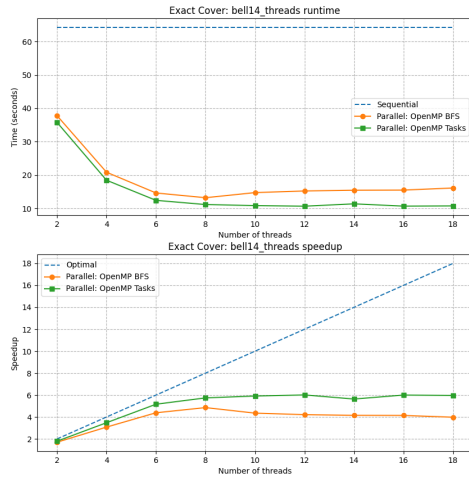 Exact Cover: bell14_threads runtime
Time (seconds)
60
50
40
30
20
10
Sequential
Parallel: OpenMP BFS
Parallel: OpenMP Tasks
2 4 6 8 10 12 14 16 18
Number of threads
Exact Cover: bell14_threads speedup
Speedup
18
16
14
12
10
8
6
4
2
Optimal
Parallel: OpenMP BFS
Parallel: OpenMP Tasks
2 4 6 8 10 12 14 16 18
Number of threads